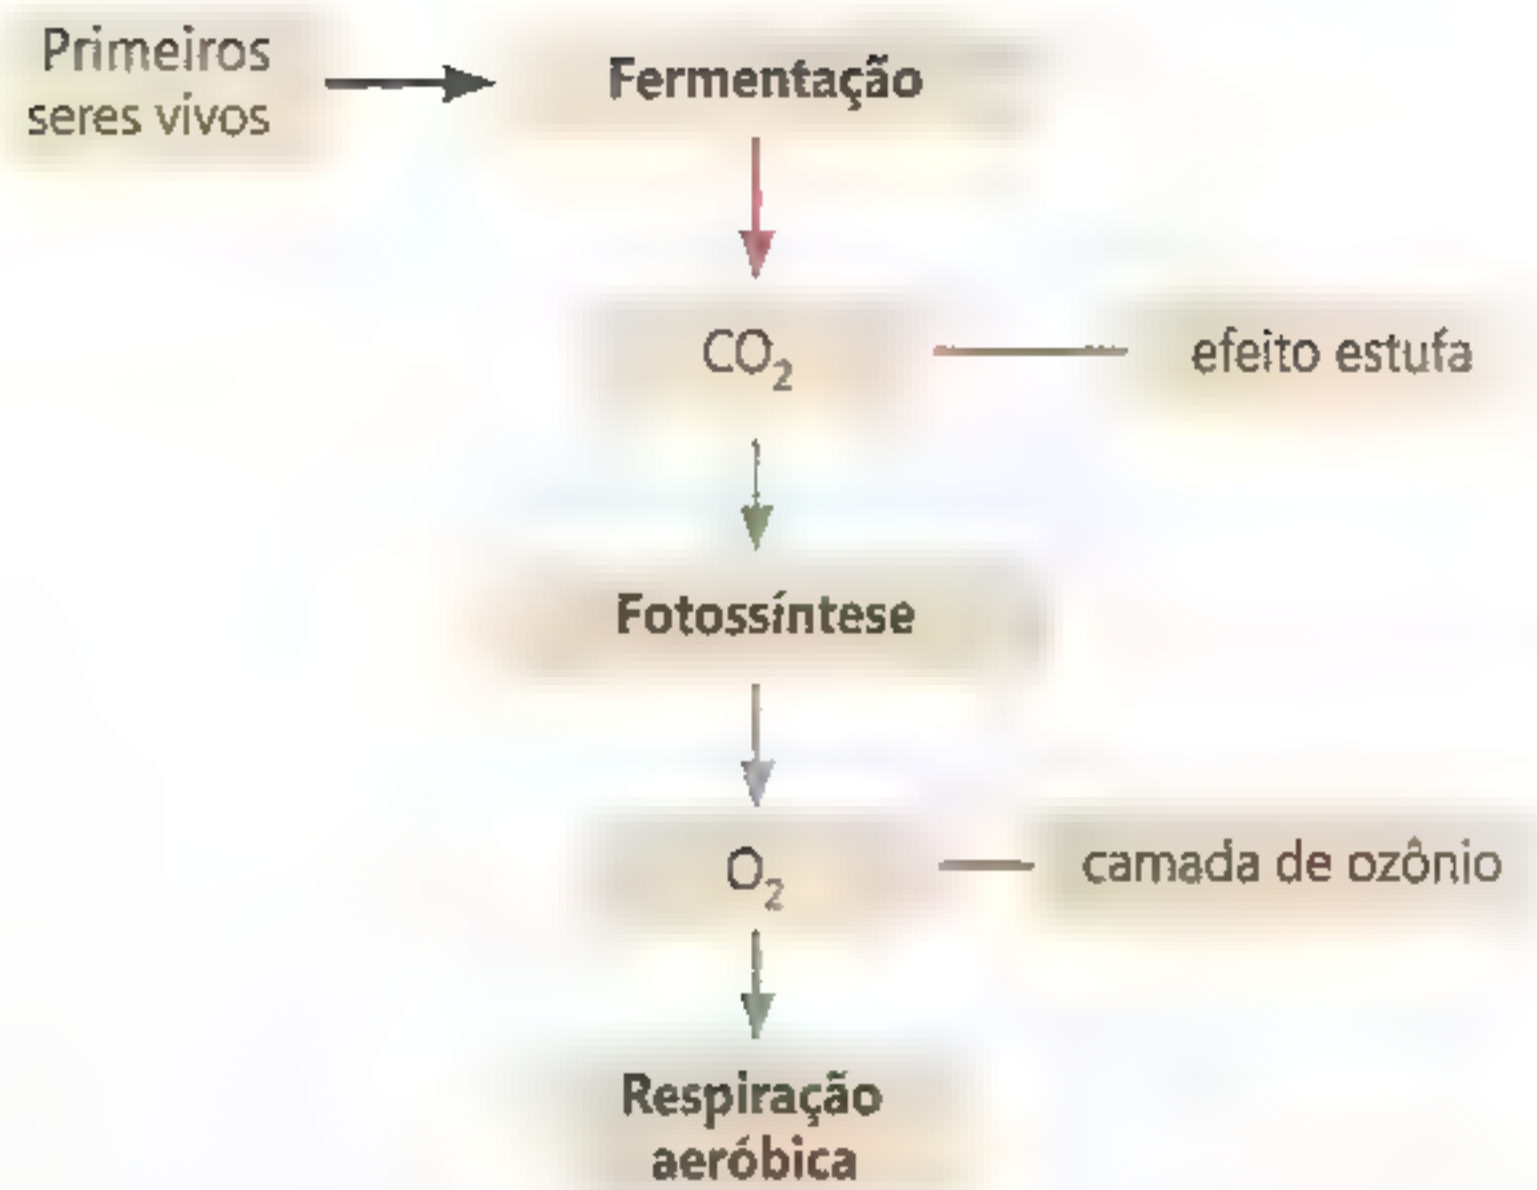 Primeiros
seres vivos
Fermentação
CO₂
efeito estufa
Fotossíntese
O₂
camada de ozônio
Respiração
aeróbica